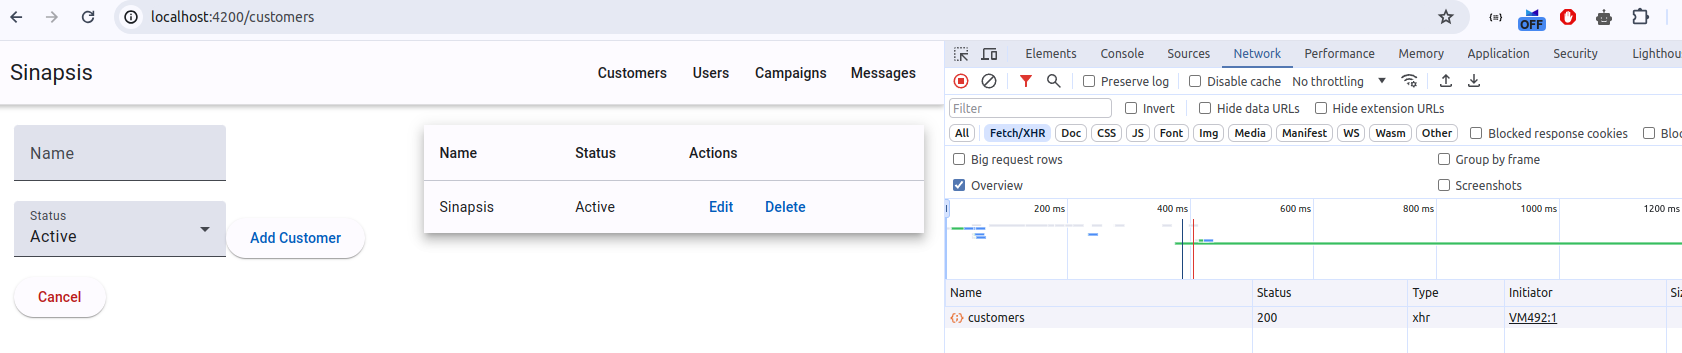 localhost:4200/customers
OFF
Sinapsis
Customers Users Campaigns Messages
Name
Status
Active
Add Customer
Cancel
Name Status Actions
Sinapsis Active Edit Delete
Elements Console Sources Network Performance Memory Application Security Lighthou
Preserve log Disable cache No throttling
Filter Invert Hide data URLs Hide extension URLs
All Fetch/XHR Doc CSS JS Font Img Media Manifest WS Wasm Other Blocked response cookies Bloc
Big request rows Group by frame
Overview Screenshots
200 ms 400 ms 600 ms 800 ms 1000 ms 1200 ms
Name Status Type Initiator Siz
customers 200 xhr VM492:1